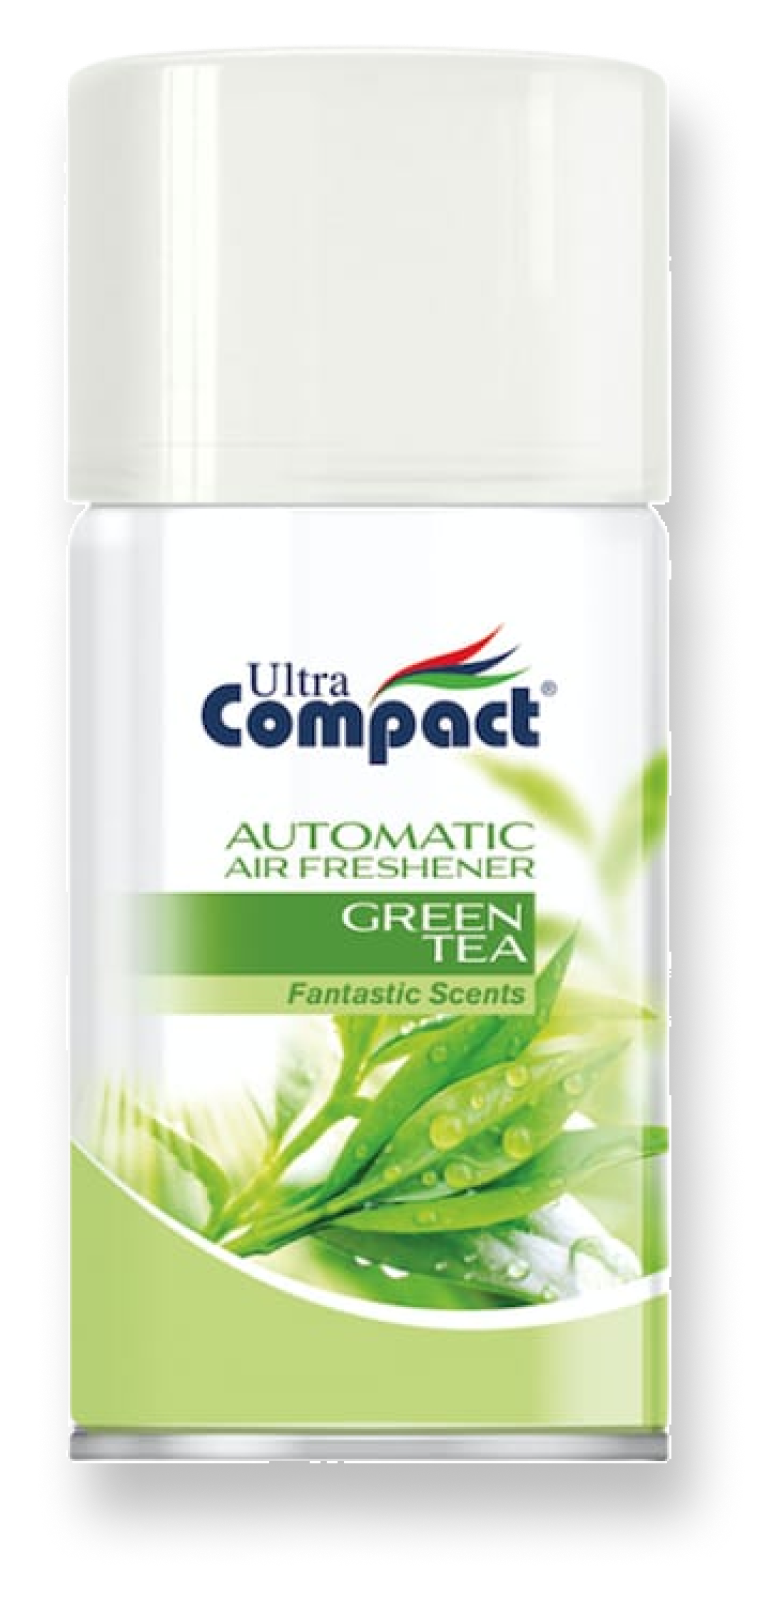 Ultra
Compact®
AUTOMATIC
AIR FRESHENER
GREEN
TEA
Fantastic Scents